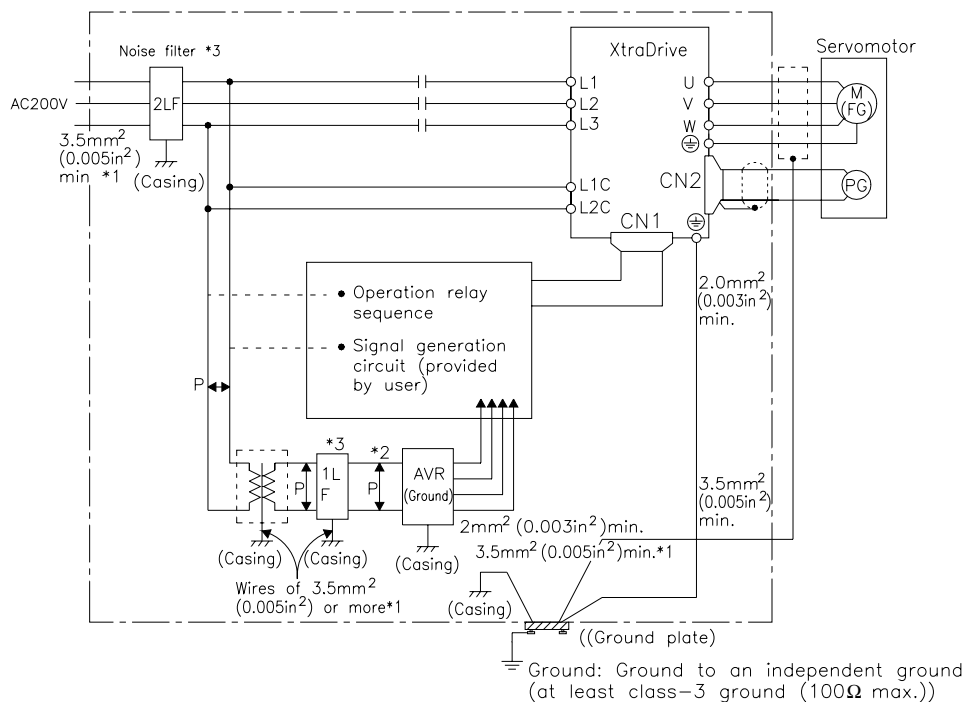 Noise filter *3
AC200V
2LF
3.5mm²
(0.005in²)
min *1
(Casing)
XtraDrive
L1
L2
L3
L1C
L2C
U
V
W
CN2
CN1
Servomotor
M
(FG)
PG
2.0mm²
(0.003in²)
min.
• Operation relay
sequence
• Signal generation
circuit (provided
by user)
P
*3
1L
F
P
*2
P
AVR
(Ground)
3.5mm²
(0.005in²)
min.
2mm² (0.003in²)min.
3.5mm² (0.005in²)min.*1
(Casing)
(Casing)
(Casing)
(Casing)
Wires of 3.5mm²
(0.005in²) or more*1
((Ground plate)
Ground: Ground to an independent ground
(at least class-3 ground (100Ω max.))